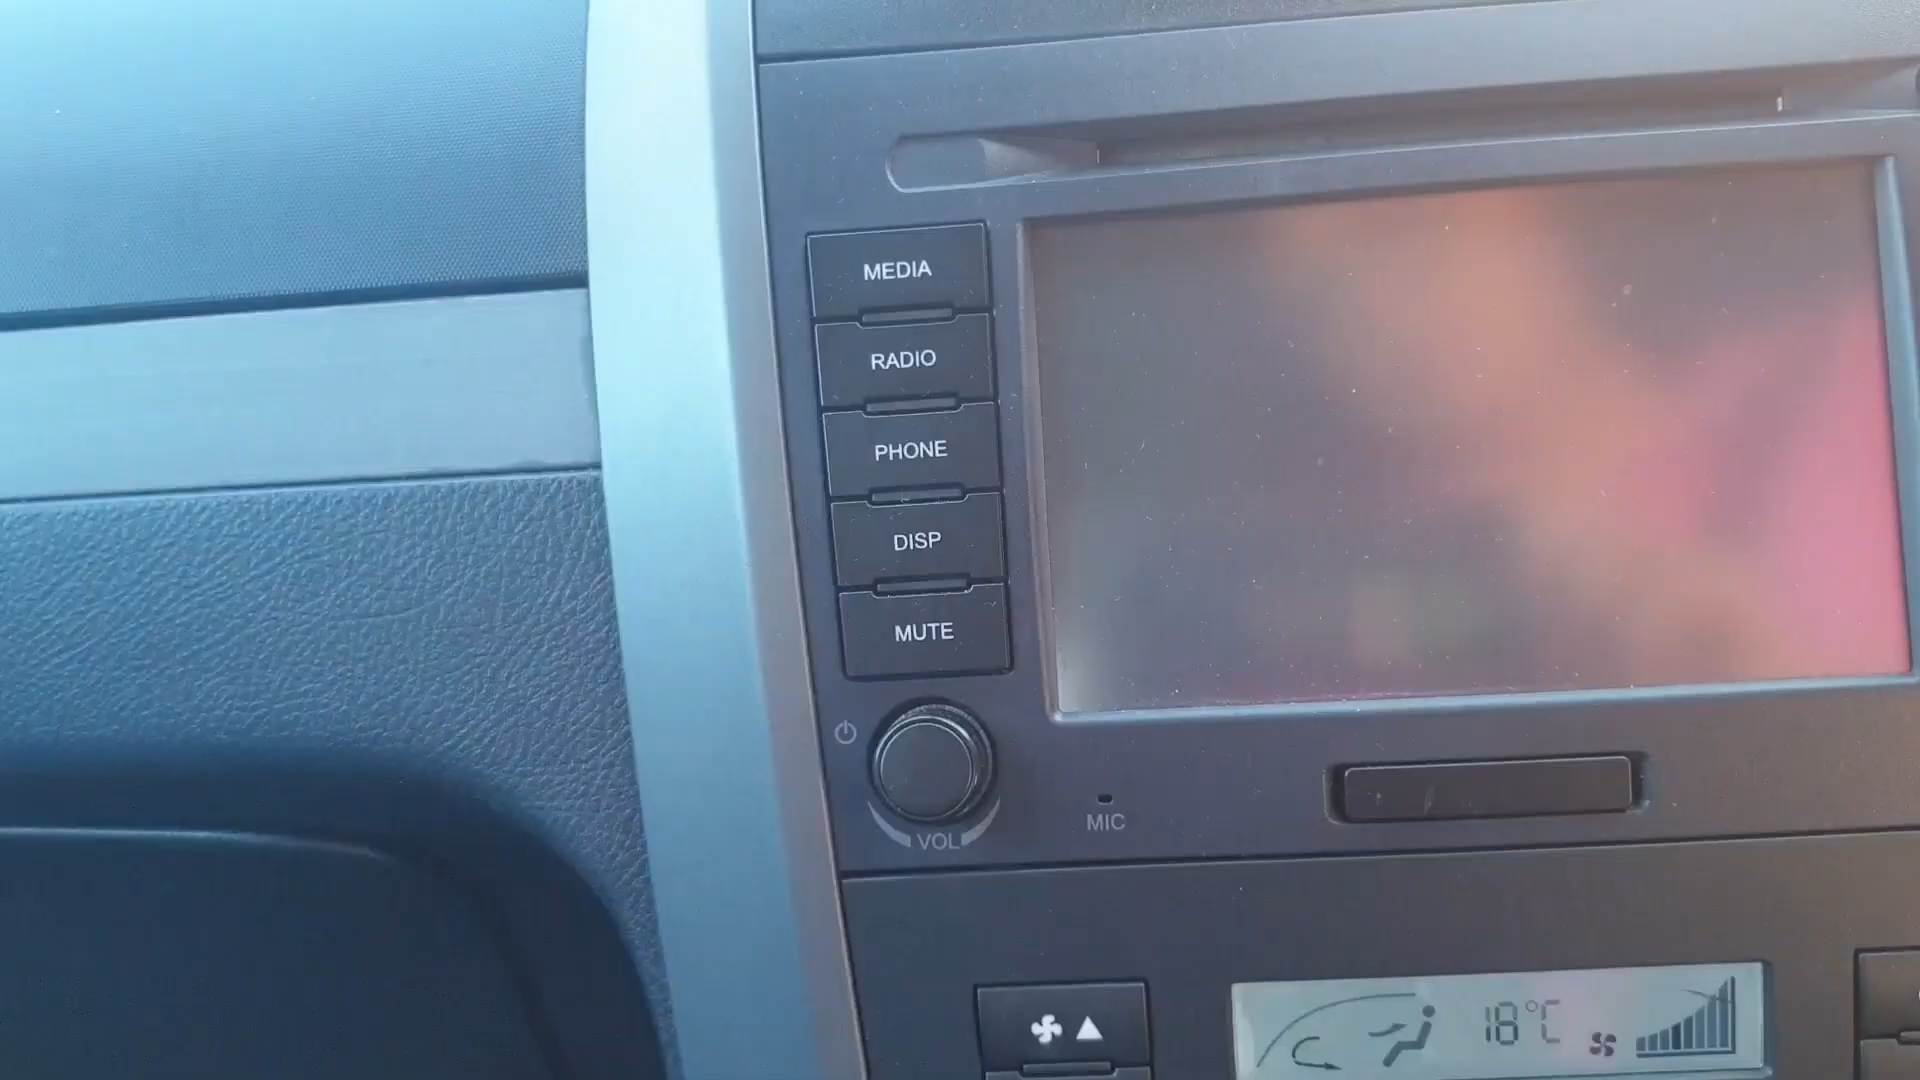 MEDIA
RADIO
PHONE
DISP
MUTE
VOL
MIC
18°C